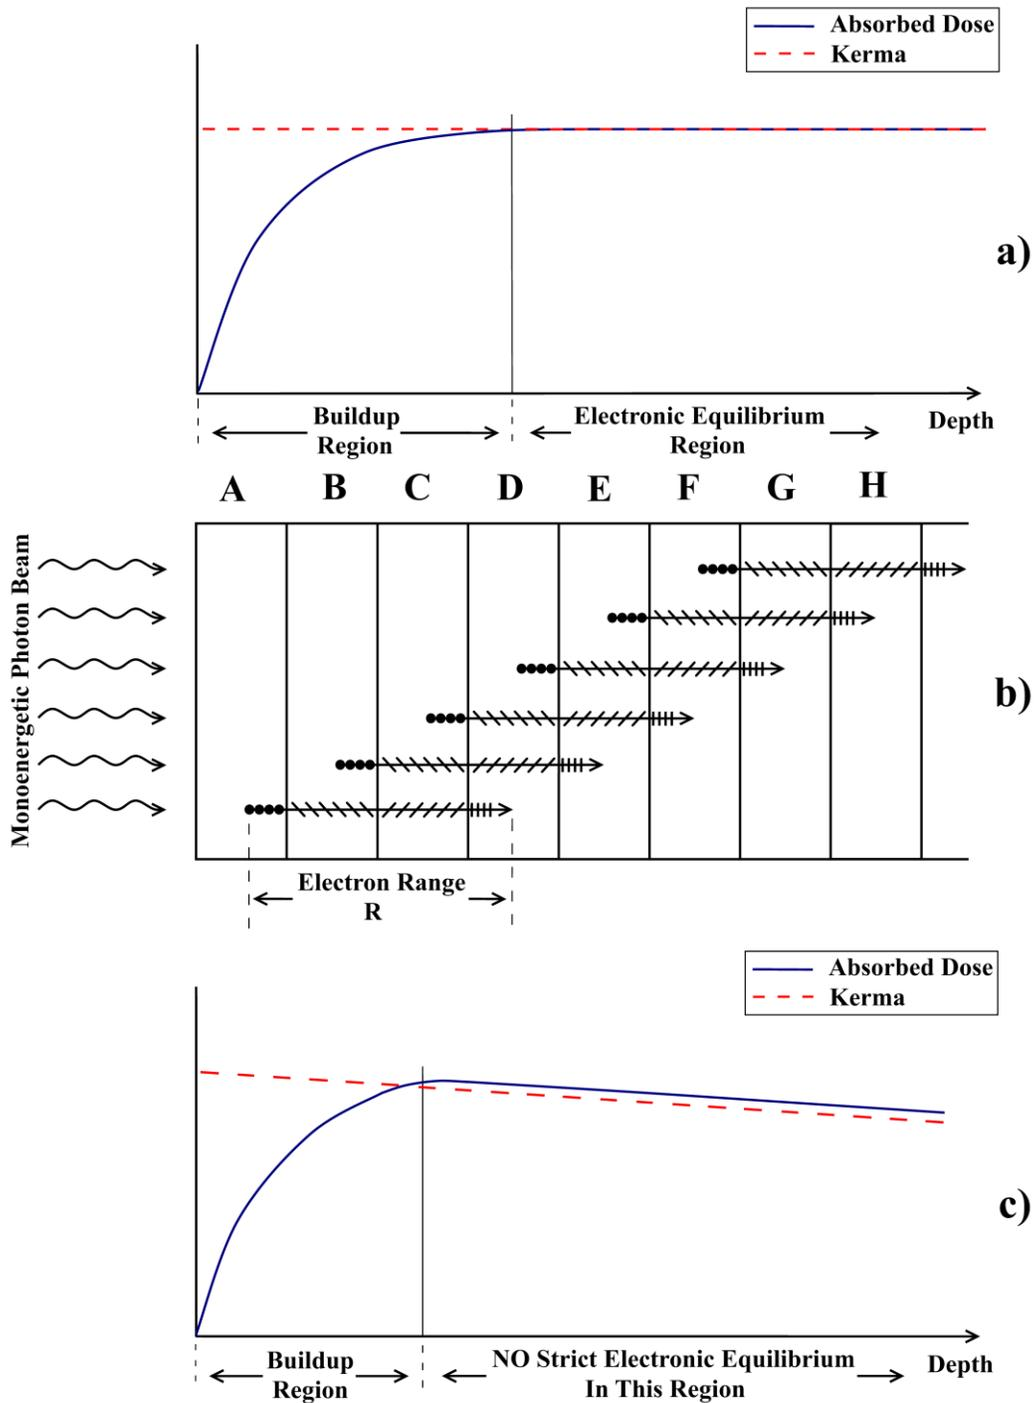 Absorbed Dose
Kerma
a)
Buildup
Region
Electronic Equilibrium
Region
Depth
A B C D E F G H
Monoenergetic Photon Beam
b)
Electron Range
R
Absorbed Dose
Kerma
c)
Buildup
Region
NO Strict Electronic Equilibrium
In This Region
Depth